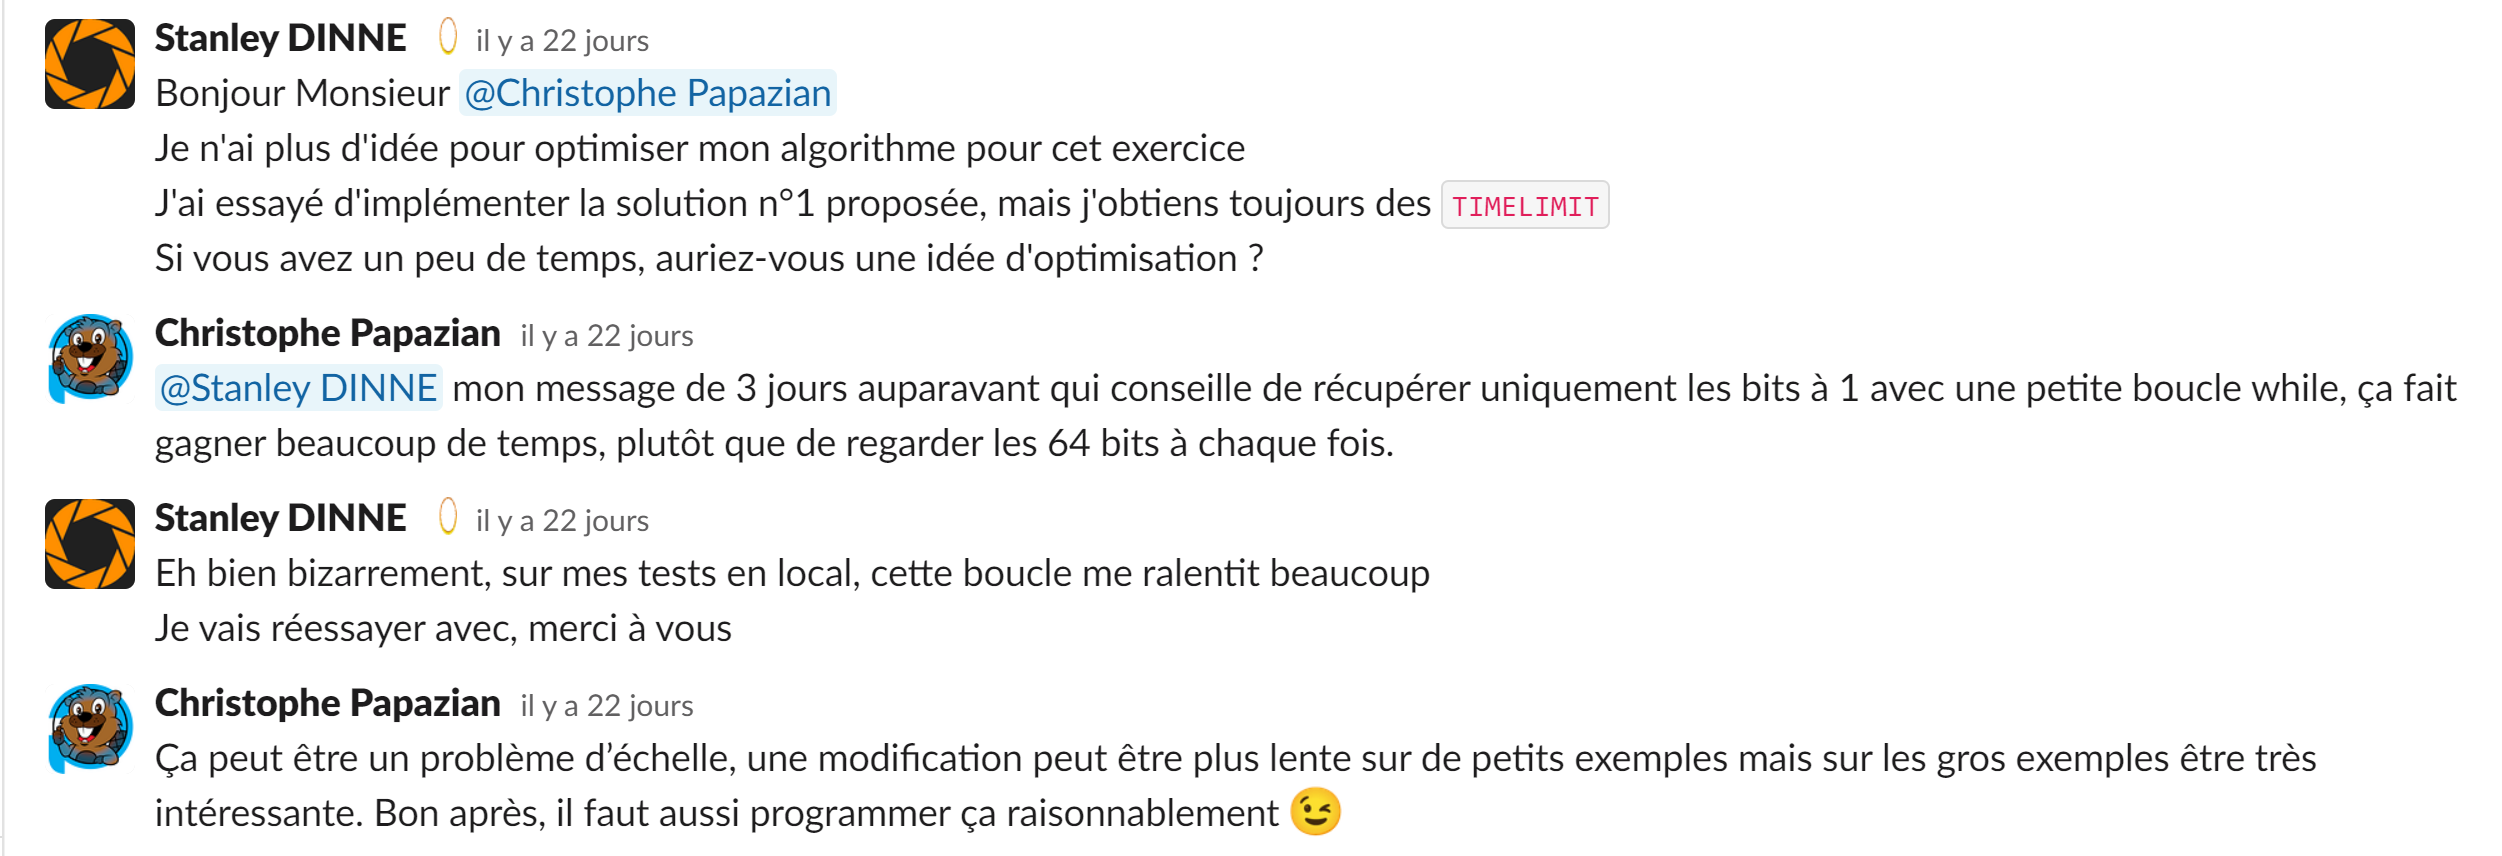 Stanley DINNE il y a 22 jours
Bonjour Monsieur @Christophe Papazian
Je n'ai plus d'idée pour optimiser mon algorithme pour cet exercice
J'ai essayé d'implémenter la solution n°1 proposée, mais j'obtiens toujours des TIMELIMIT
Si vous avez un peu de temps, auriez-vous une idée d'optimisation ?
Christophe Papazian il y a 22 jours
@Stanley DINNE mon message de 3 jours auparavant qui conseille de récupérer uniquement les bits à 1 avec une petite boucle while, ça fait
gagner beaucoup de temps, plutôt que de regarder les 64 bits à chaque fois.
Stanley DINNE il y a 22 jours
Eh bien bizarrement, sur mes tests en local, cette boucle me ralentit beaucoup
Je vais réessayer avec, merci à vous
Christophe Papazian il y a 22 jours
Ça peut être un problème d’échelle, une modification peut être plus lente sur de petits exemples mais sur les gros exemples être très
intéressante. Bon après, il faut aussi programmer ça raisonnablement 😉